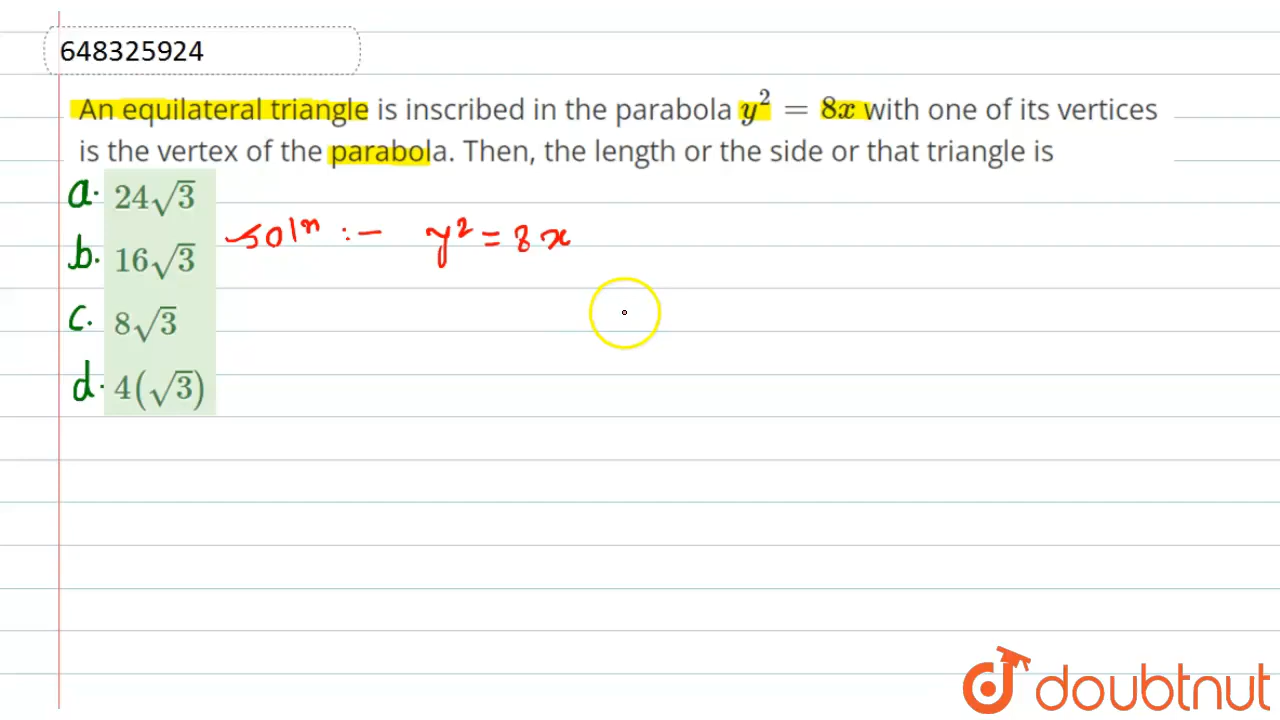 648325924
An equilateral triangle is inscribed in the parabola y² = 8x with one of its vertices
is the vertex of the parabola. Then, the length or the side or that triangle is
a. 24√3
b. 16√3
soln :- y² = 8x
c. 8√3
d. 4(√3)
doubtnut